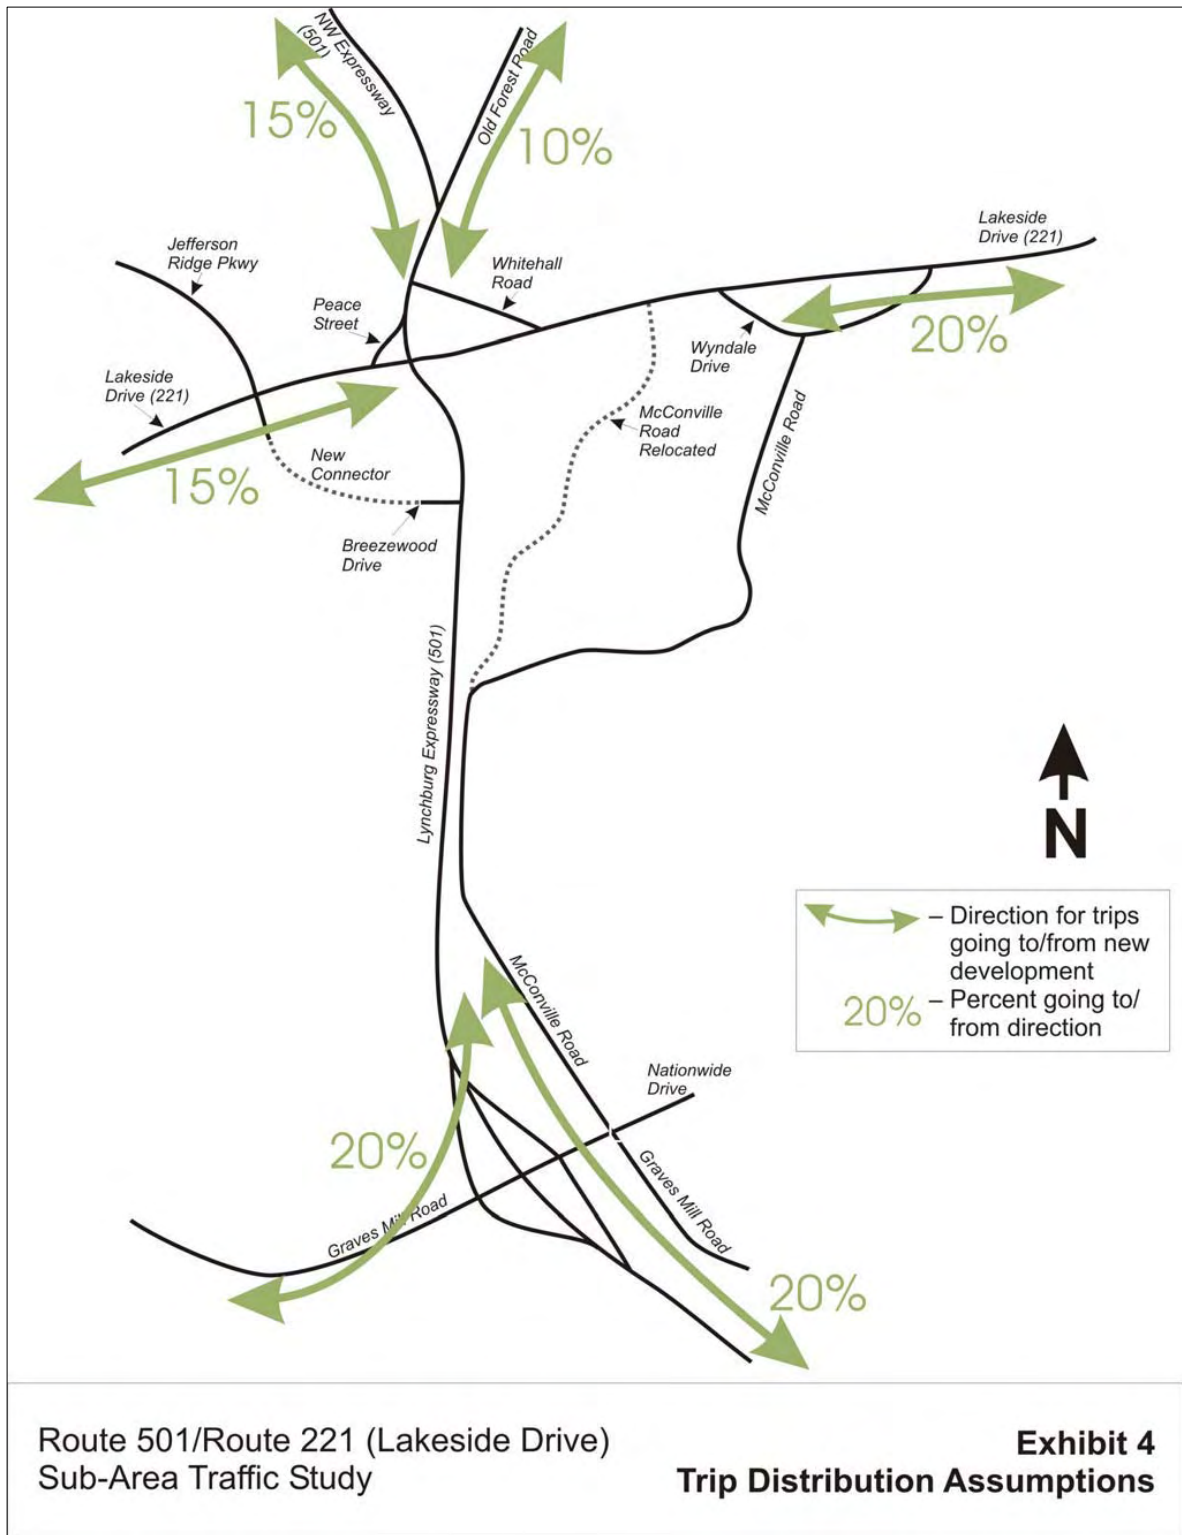 NW Expressway
(501)
Old Forest Road
15%
10%
Lakeside
Drive (221)
Jefferson
Ridge Pkwy
Whitehall
Road
Peace
Street
Wyndale
Drive
20%
Lakeside
Drive (221)
McConville
Road
Relocated
McConville Road
New
Connector
15%
Breezewood
Drive
Lynchburg Expressway (501)
N
– Direction for trips
going to/from new
development
20% – Percent going to/
from direction
McConville Road
Nationwide
Drive
20%
Graves Mill Road
Graves Mill Road
20%
Route 501/Route 221 (Lakeside Drive)
Sub-Area Traffic Study
Exhibit 4
Trip Distribution Assumptions